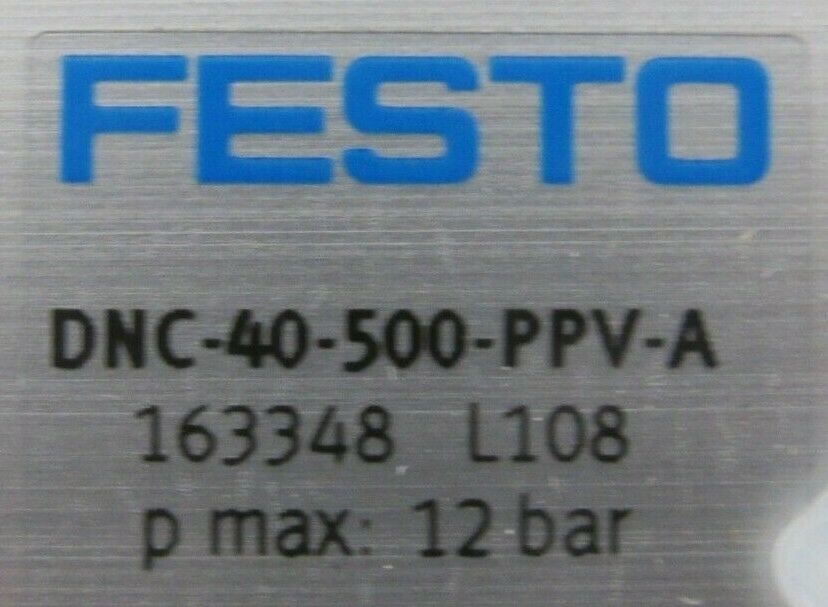 FESTO
DNC-40-500-PPV-A
163348 L108
p max: 12 bar